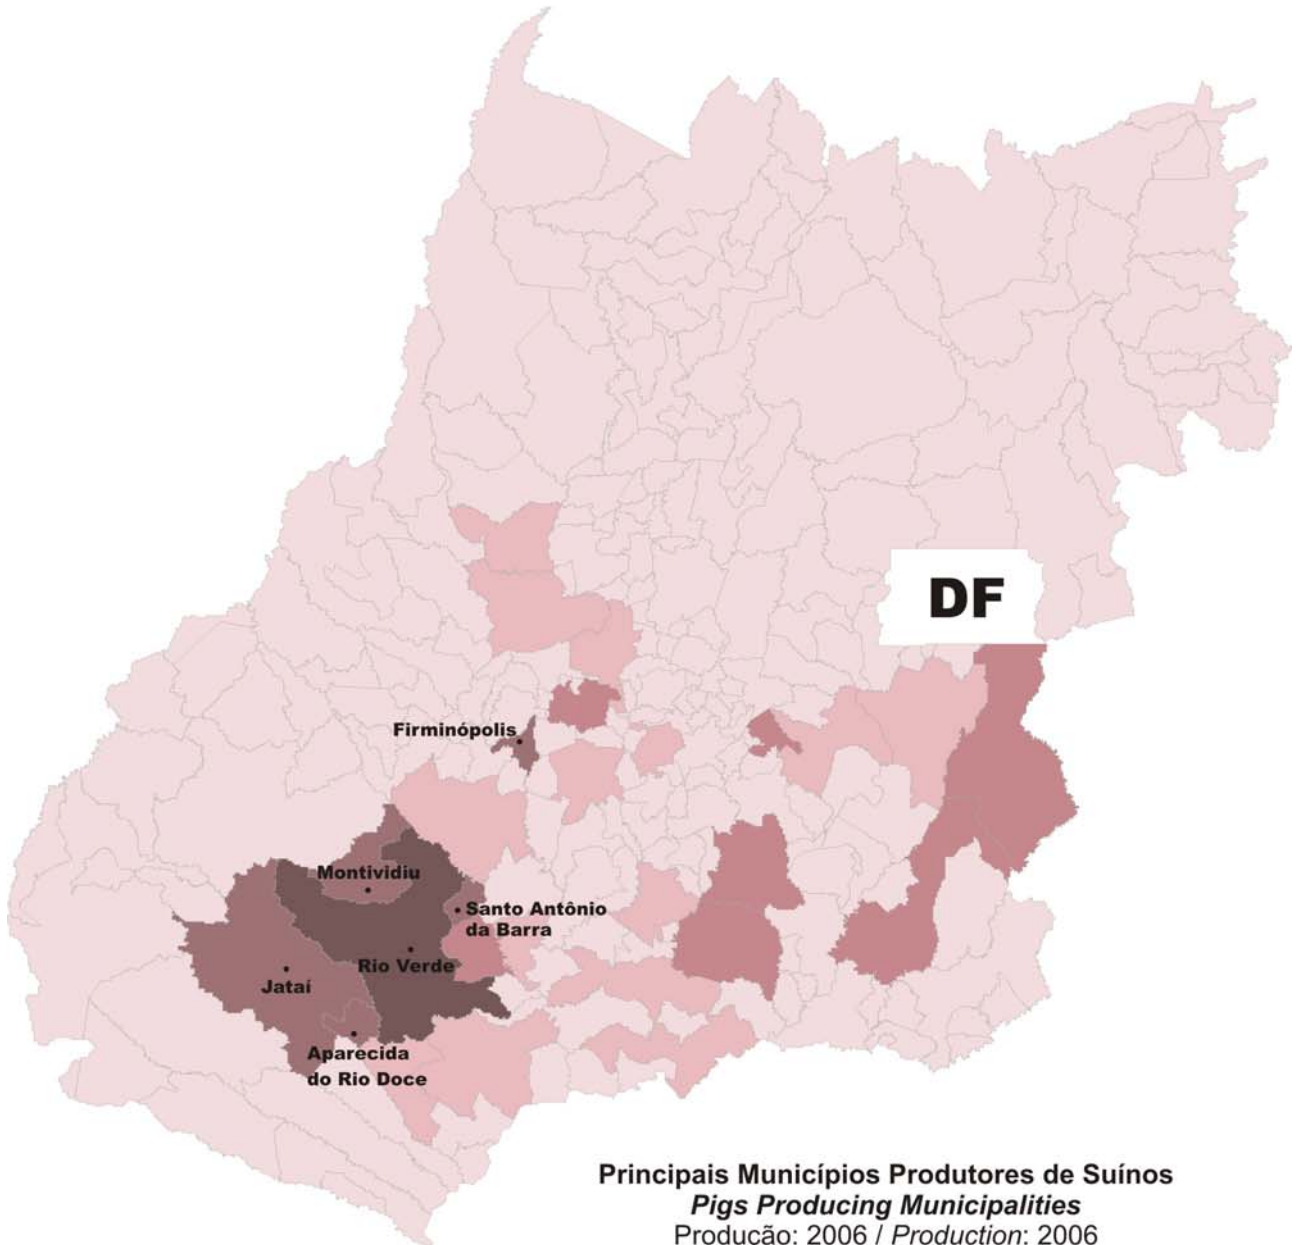 DF
Firminópolis
Montividiu
Santo Antônio
da Barra
Rio Verde
Jataí
Aparecida
do Rio Doce
Principais Municípios Produtores de Suínos
Pigs Producing Municipalities
Produção: 2006 / Production: 2006